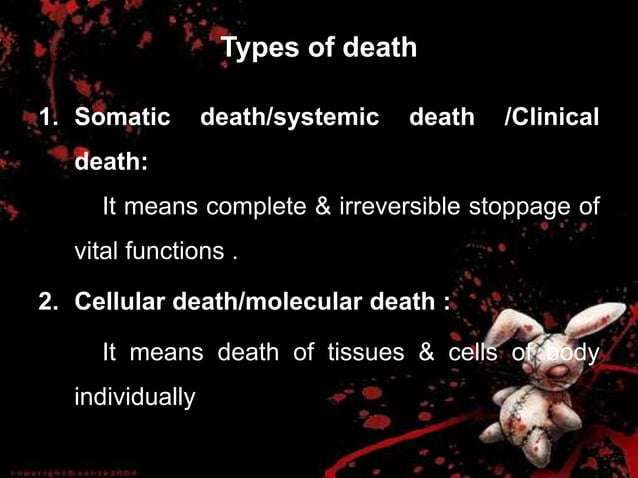 Types of death
1. Somatic death/systemic death /Clinical
death:
It means complete & irreversible stoppage of
vital functions .
2. Cellular death/molecular death :
It means death of tissues & cells of body
individually